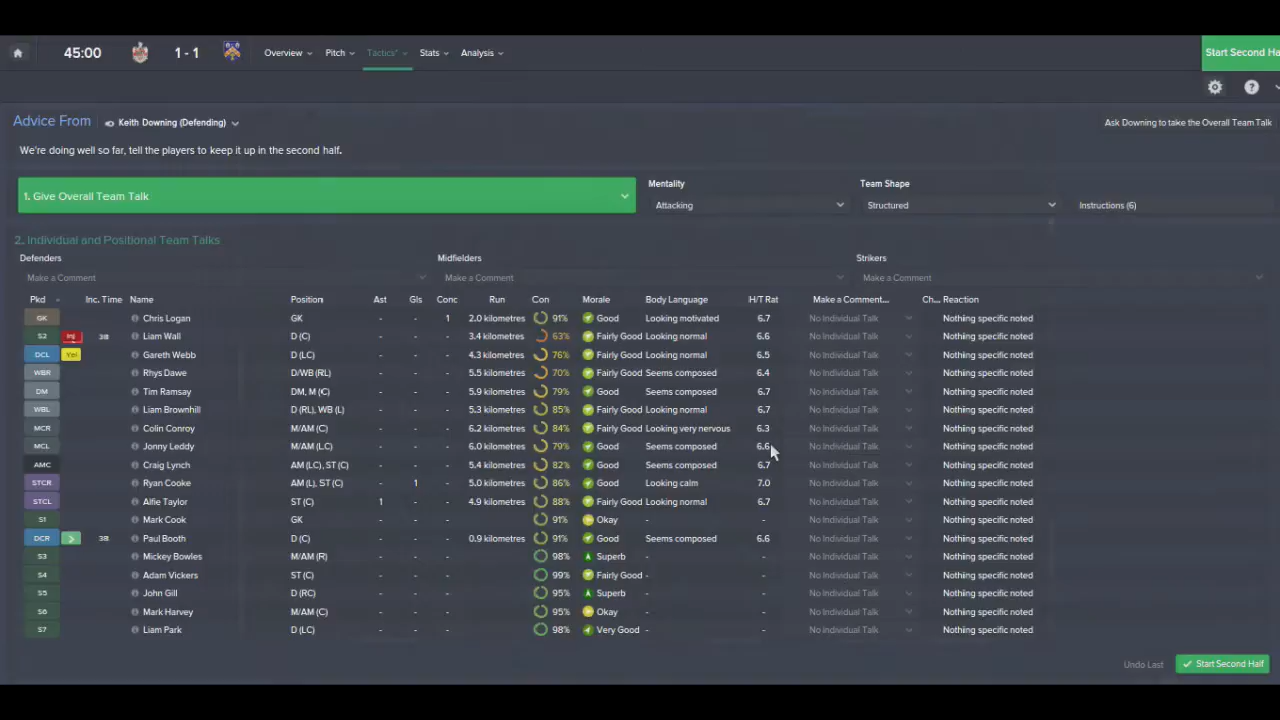 45:00 1 - 1 Overview Pitch Tactics* Stats Analysis Start Second Ha
Advice From Keith Downing (Defending) Ask Downing to take the Overall Team Talk
We're doing well so far, tell the players to keep it up in the second half.
Mentality Team Shape
1. Give Overall Team Talk Attacking Structured Instructions (6)
2. Individual and Positional Team Talks
Defenders Midfielders Strikers
Make a Comment Make a Comment Make a Comment
Pkd Inc. Time Name Position Ast Gls Conc Run Con Morale Body Language H/T Rat Make a Comment... Ch... Reaction
GK Chris Logan GK - - 1 2.0 kilometres 91% Good Looking motivated 6.7 No Individual Talk Nothing specific noted
S2 Inj 38 Liam Wall D (C) - - - 3.4 kilometres 63% Fairly Good Looking normal 6.6 No Individual Talk Nothing specific noted
DCL Yel Gareth Webb D (LC) - - - 4.3 kilometres 76% Fairly Good Looking normal 6.5 No Individual Talk Nothing specific noted
WBR Rhys Dawe D/WB (RL) - - - 5.5 kilometres 70% Fairly Good Seems composed 6.4 No Individual Talk Nothing specific noted
DM Tim Ramsay DM, M (C) - - - 5.9 kilometres 79% Good Seems composed 6.7 No Individual Talk Nothing specific noted
WBL Liam Brownhill D (RL), WB (L) - - - 5.3 kilometres 85% Fairly Good Looking normal 6.7 No Individual Talk Nothing specific noted
MCR Colin Conroy M/AM (C) - - - 6.2 kilometres 84% Fairly Good Looking very nervous 6.3 No Individual Talk Nothing specific noted
MCL Jonny Leddy M/AM (LC) - - - 6.0 kilometres 79% Good Seems composed 6.6 No Individual Talk Nothing specific noted
AMC Craig Lynch AM (LC), ST (C) - - - 5.4 kilometres 82% Good Seems composed 6.7 No Individual Talk Nothing specific noted
STCR Ryan Cooke AM (L), ST (C) - 1 - 5.0 kilometres 86% Good Looking calm 7.0 No Individual Talk Nothing specific noted
STCL Alfie Taylor ST (C) 1 - - 4.9 kilometres 88% Fairly Good Looking normal 6.7 No Individual Talk Nothing specific noted
S1 Mark Cook GK 91% Okay - - No Individual Talk Nothing specific noted
DCR 38 Paul Booth D (C) - - - 0.9 kilometres 91% Good Seems composed 6.6 No Individual Talk Nothing specific noted
S3 Mickey Bowles M/AM (R) 98% Superb - - No Individual Talk Nothing specific noted
S4 Adam Vickers ST (C) 99% Fairly Good - - No Individual Talk Nothing specific noted
S5 John Gill D (RC) 95% Superb - - No Individual Talk Nothing specific noted
S6 Mark Harvey M/AM (C) 95% Okay - - No Individual Talk Nothing specific noted
S7 Liam Park D (LC) 98% Very Good - - No Individual Talk Nothing specific noted
Undo Last Start Second Half